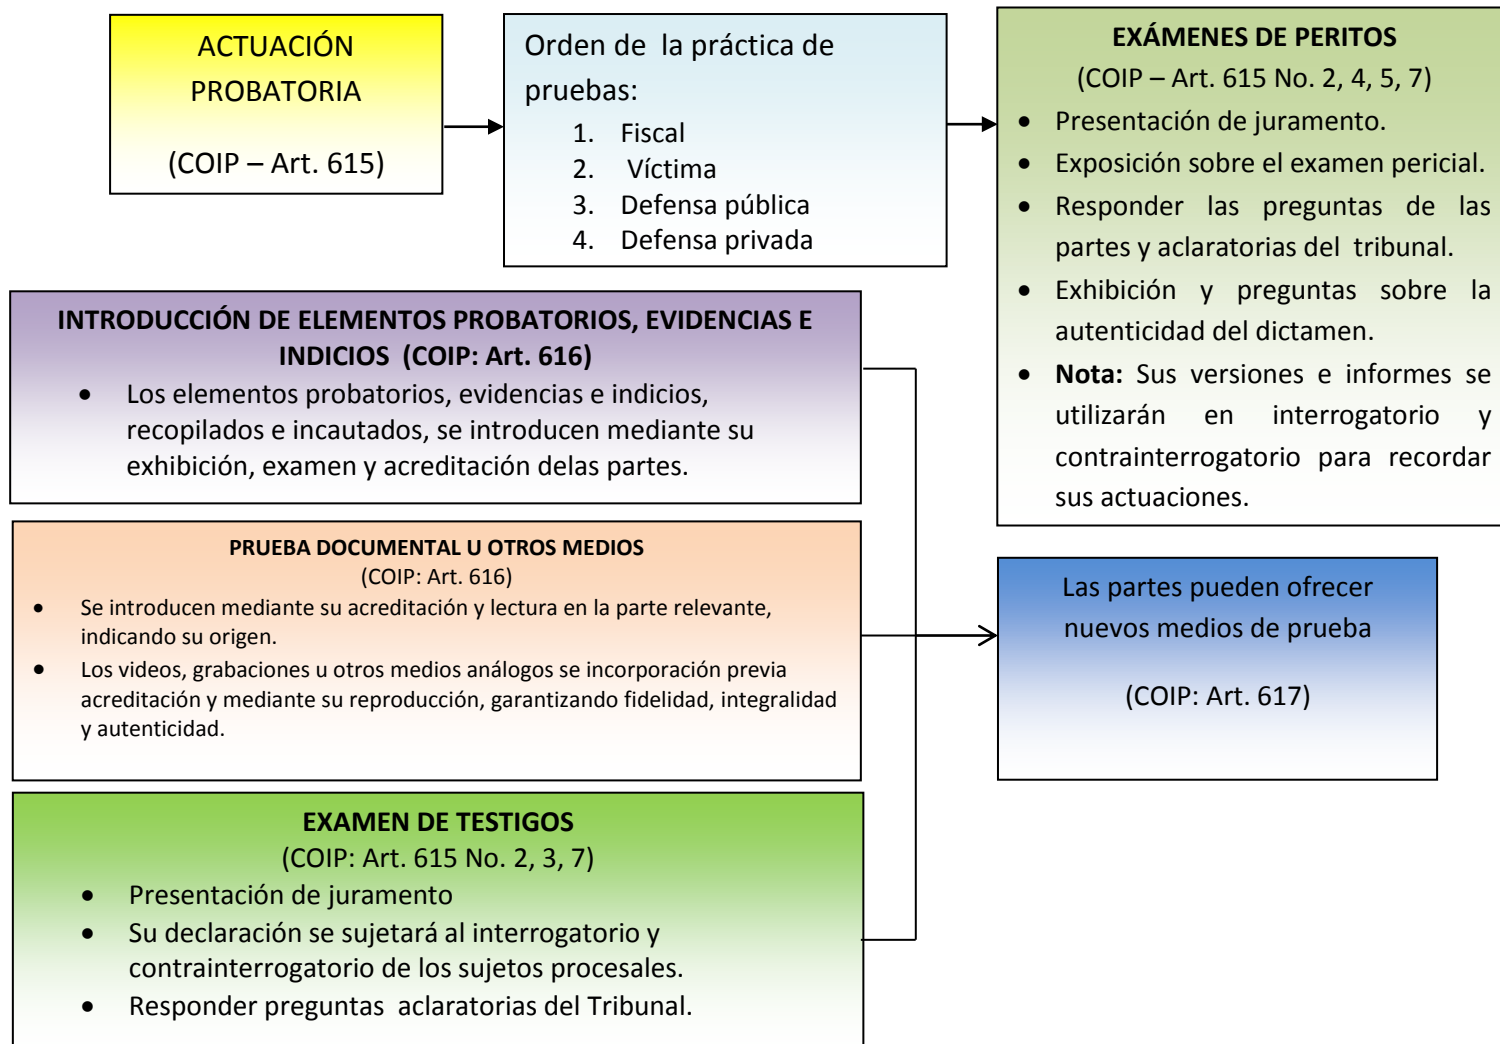 ACTUACIÓN
PROBATORIA
(COIP – Art. 615)
Orden de la práctica de
pruebas:
1. Fiscal
2. Víctima
3. Defensa pública
4. Defensa privada
EXÁMENES DE PERITOS
(COIP – Art. 615 No. 2, 4, 5, 7)
• Presentación de juramento.
• Exposición sobre el examen pericial.
• Responder las preguntas de las
partes y aclaratorias del tribunal.
• Exhibición y preguntas sobre la
autenticidad del dictamen.
• Nota: Sus versiones e informes se
utilizarán en interrogatorio y
contrainterrogatorio para recordar
sus actuaciones.
INTRODUCCIÓN DE ELEMENTOS PROBATORIOS, EVIDENCIAS E
INDICIOS (COIP: Art. 616)
• Los elementos probatorios, evidencias e indicios,
recopilados e incautados, se introducen mediante su
exhibición, examen y acreditación delas partes.
PRUEBA DOCUMENTAL U OTROS MEDIOS
(COIP: Art. 616)
• Se introducen mediante su acreditación y lectura en la parte relevante,
indicando su origen.
• Los videos, grabaciones u otros medios análogos se incorporación previa
acreditación y mediante su reproducción, garantizando fidelidad, integralidad
y autenticidad.
Las partes pueden ofrecer
nuevos medios de prueba
(COIP: Art. 617)
EXAMEN DE TESTIGOS
(COIP: Art. 615 No. 2, 3, 7)
• Presentación de juramento
• Su declaración se sujetará al interrogatorio y
contrainterrogatorio de los sujetos procesales.
• Responder preguntas aclaratorias del Tribunal.